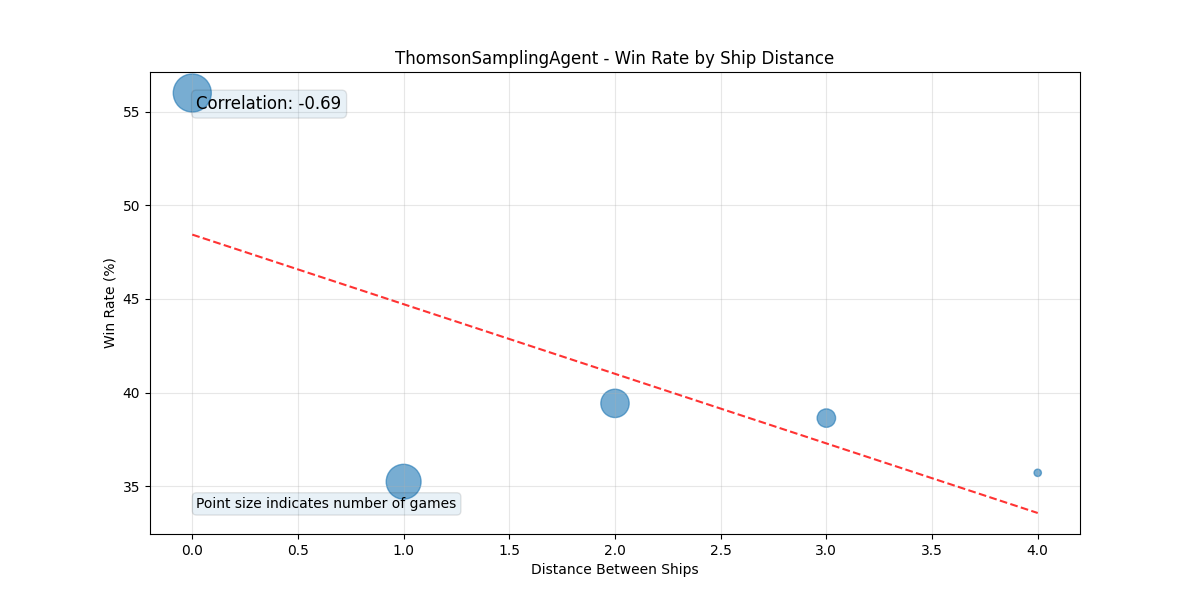 ThomsonSamplingAgent - Win Rate by Ship Distance
Correlation: -0.69
55
50
45
40
35
Win Rate (%)
Point size indicates number of games
0.0 0.5 1.0 1.5 2.0 2.5 3.0 3.5 4.0
Distance Between Ships